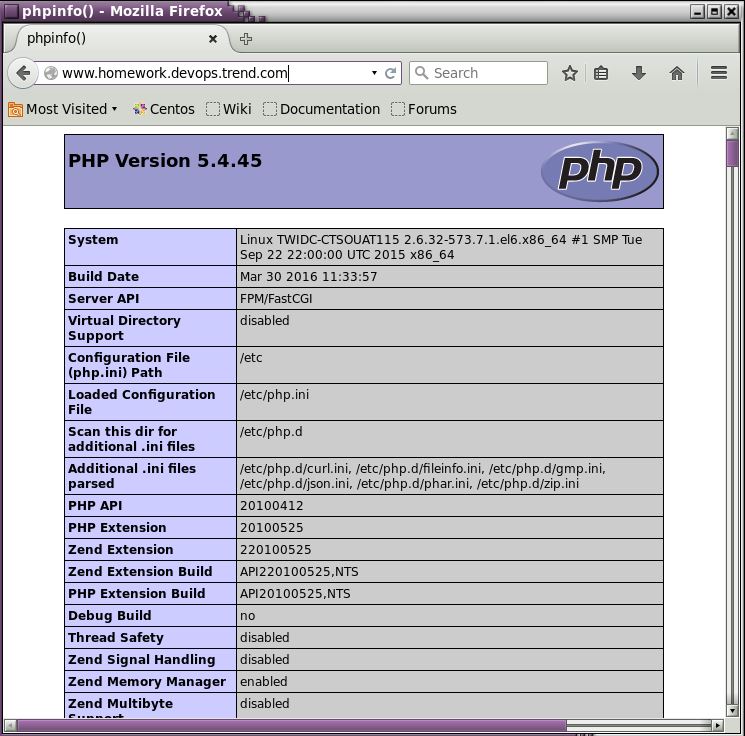 phpinfo() - Mozilla Firefox
phpinfo()
www.homework.devops.trend.com
Search
Most Visited
Centos
Wiki
Documentation
Forums
PHP Version 5.4.45
php
System
Linux TWIDC-CTSOUAT115 2.6.32-573.7.1.el6.x86_64 #1 SMP Tue
Sep 22 22:00:00 UTC 2015 x86_64
Build Date
Mar 30 2016 11:33:57
Server API
FPM/FastCGI
Virtual Directory
Support
disabled
Configuration File
(php.ini) Path
/etc
Loaded Configuration
File
/etc/php.ini
Scan this dir for
additional .ini files
/etc/php.d
Additional .ini files
parsed
/etc/php.d/curl.ini, /etc/php.d/fileinfo.ini, /etc/php.d/gmp.ini,
/etc/php.d/json.ini, /etc/php.d/phar.ini, /etc/php.d/zip.ini
PHP API
20100412
PHP Extension
20100525
Zend Extension
220100525
Zend Extension Build
API220100525,NTS
PHP Extension Build
API20100525,NTS
Debug Build
no
Thread Safety
disabled
Zend Signal Handling
disabled
Zend Memory Manager
enabled
Zend Multibyte
Support
disabled